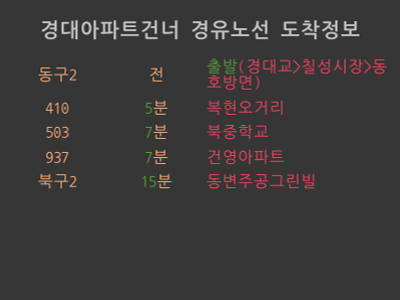 경대아파트건너 경유노선 도착정보
동구2 전 출발(경대교>칠성시장>동
호방면)
410 5분 복현오거리
503 7분 북중학교
937 7분 건영아파트
북구2 15분 동변주공그린빌